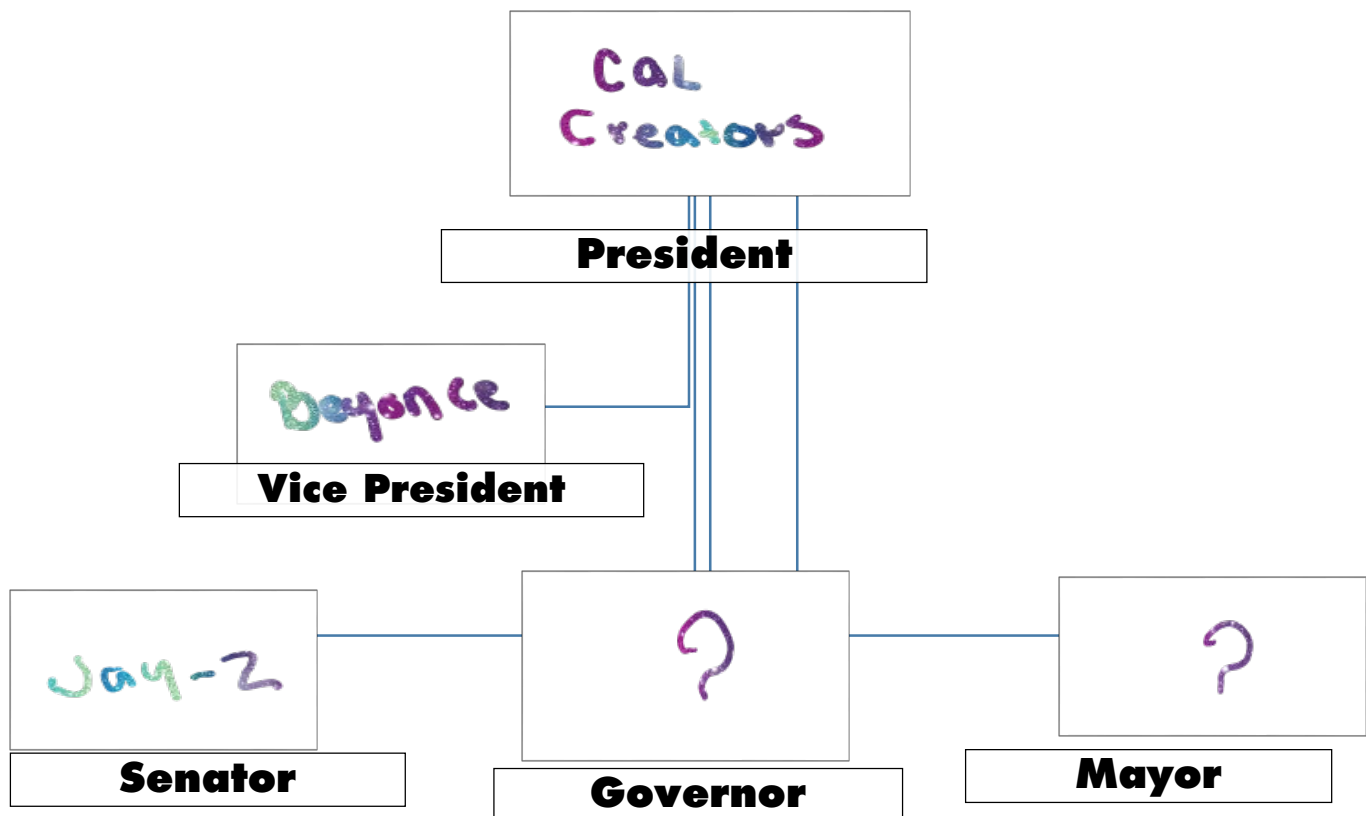 CaL
Creators
President
Beyonce
Vice President
Jay-Z
?
?
Senator
Governor
Mayor